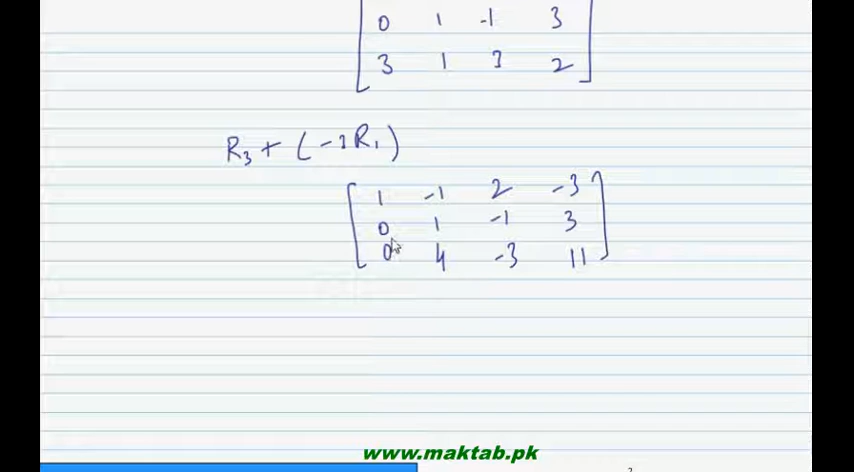 0 1 -1 3
3 1 3 2
R3 + (-3R1)
1 -1 2 -3
0 1 -1 3
0 4 -3 11
www.maktab.pk